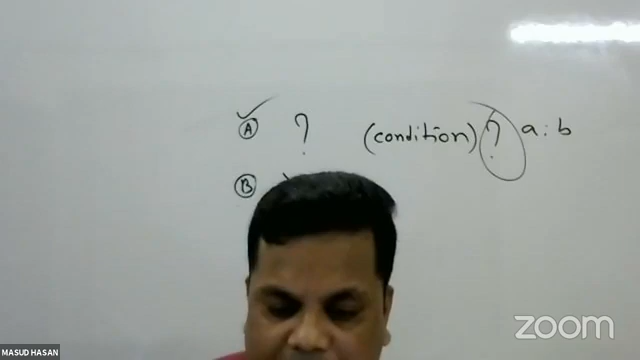 Ⓐ ? (condition) ? a : b
Ⓑ
zoom
MASUD HASAN